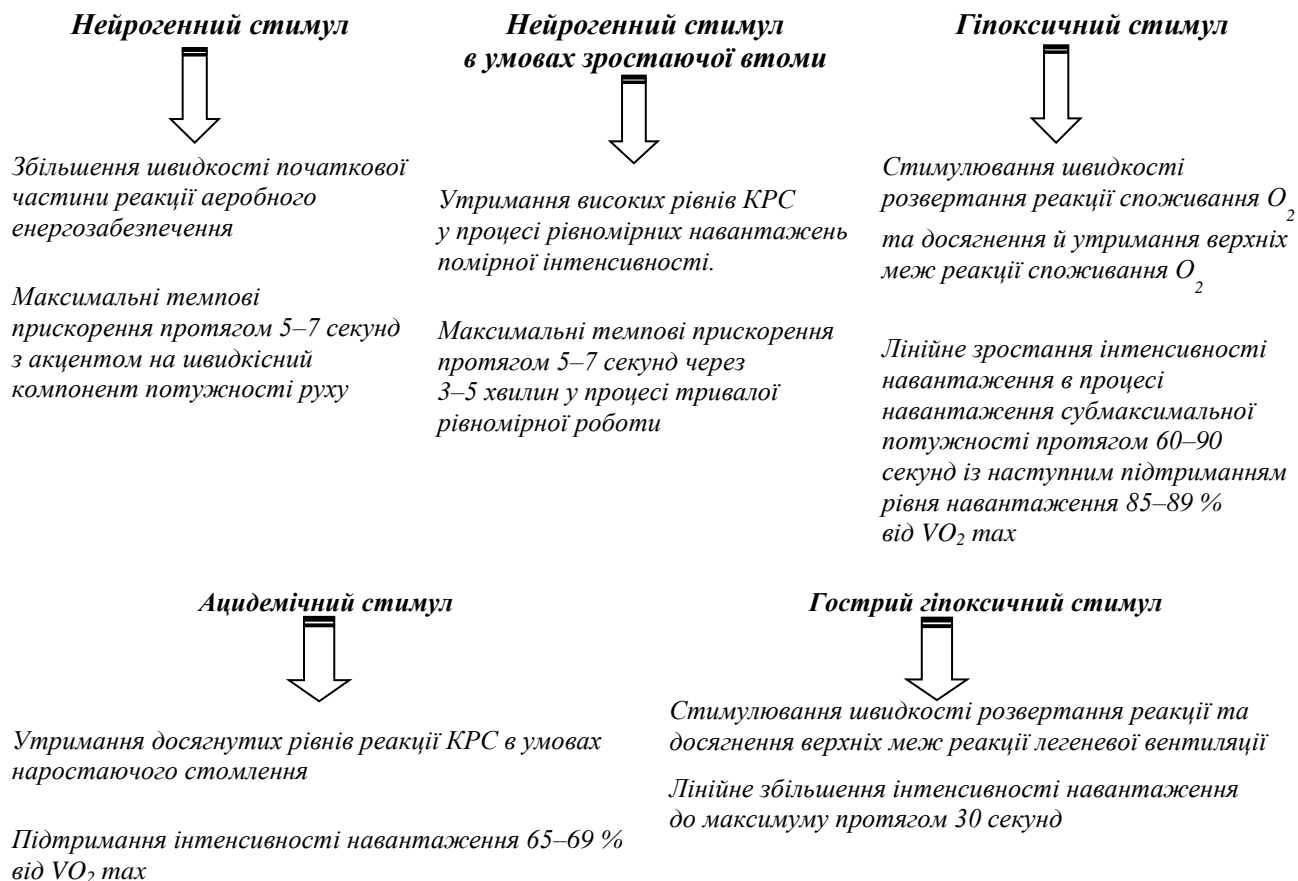 Нейрогенний стимул
Збільшення швидкості початкової
частини реакції аеробного
енергозабезпечення
Максимальні темпові
прискорення протягом 5–7 секунд
з акцентом на швидкісний
компонент потужності руху
Нейрогенний стимул
в умовах зростаючої втоми
Утримання високих рівнів КРС
у процесі рівномірних навантажень
помірної інтенсивності.
Максимальні темпові прискорення
протягом 5–7 секунд через
3–5 хвилин у процесі тривалої
рівномірної роботи
Гіпоксичний стимул
Стимулювання швидкості
розвертання реакції споживання O₂
та досягнення й утримання верхніх
меж реакції споживання O₂
Лінійне зростання інтенсивності
навантаження в процесі
навантаження субмаксимальної
потужності протягом 60–90
секунд із наступним підтриманням
рівня навантаження 85–89 %
від VO₂ max
Ацидемічний стимул
Утримання досягнутих рівнів реакції КРС в умовах
наростаючого стомлення
Підтримання інтенсивності навантаження 65–69 %
від VO₂ max
Гострий гіпоксичний стимул
Стимулювання швидкості розвертання реакції та
досягнення верхніх меж реакції легеневої вентиляції
Лінійне збільшення інтенсивності навантаження
до максимуму протягом 30 секунд